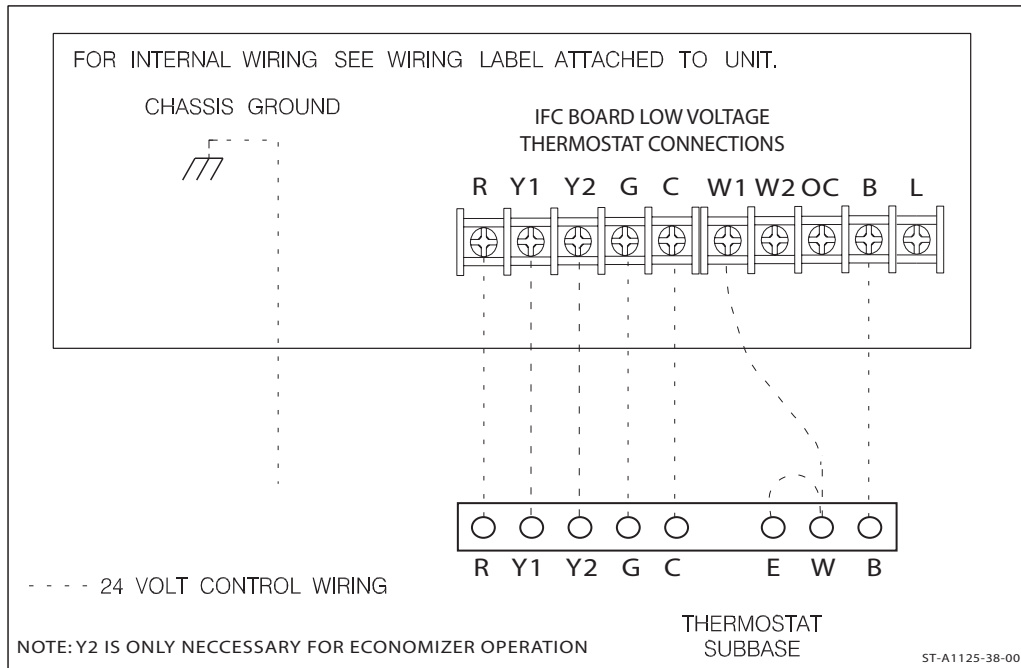 FOR INTERNAL WIRING SEE WIRING LABEL ATTACHED TO UNIT.
CHASSIS GROUND
IFC BOARD LOW VOLTAGE
THERMOSTAT CONNECTIONS
R Y1 Y2 G C W1 W2 OC B L
R Y1 Y2 G C E W B
- - - - 24 VOLT CONTROL WIRING
THERMOSTAT
SUBBASE
NOTE: Y2 IS ONLY NECCESSARY FOR ECONOMIZER OPERATION
ST-A1125-38-00